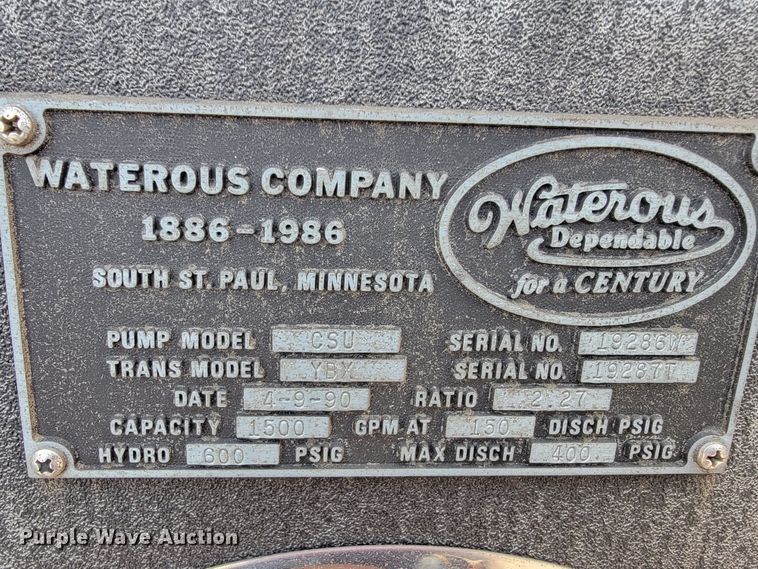 WATEROUS COMPANY
1886-1986
SOUTH ST. PAUL, MINNESOTA
Waterous
Dependable
for a CENTURY
PUMP MODEL CSU SERIAL NO. 19286W
TRANS MODEL YBX SERIAL NO. 19287T
DATE 4-9-90 RATIO 2.27
CAPACITY 1500 GPM AT 150 DISCH PSIG
HYDRO 600 PSIG MAX DISCH 400. PSIG
Purple Wave Auction®